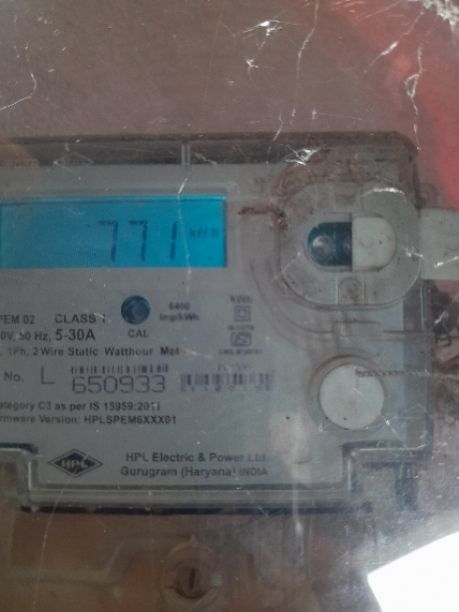 771
kWh
PEM 02 CLASS 1
6400
imp/kWh
CAL
0V, 50 Hz, 5-30A
, 1Ph, 2 Wire Static Watthour
No. L 650933
ategory C3 as per IS 15959:2011
rmware Version: HPLSPEM6XXX01
HPL
HPL Electric & Power Ltd.
Gurugram (Haryana) INDIA